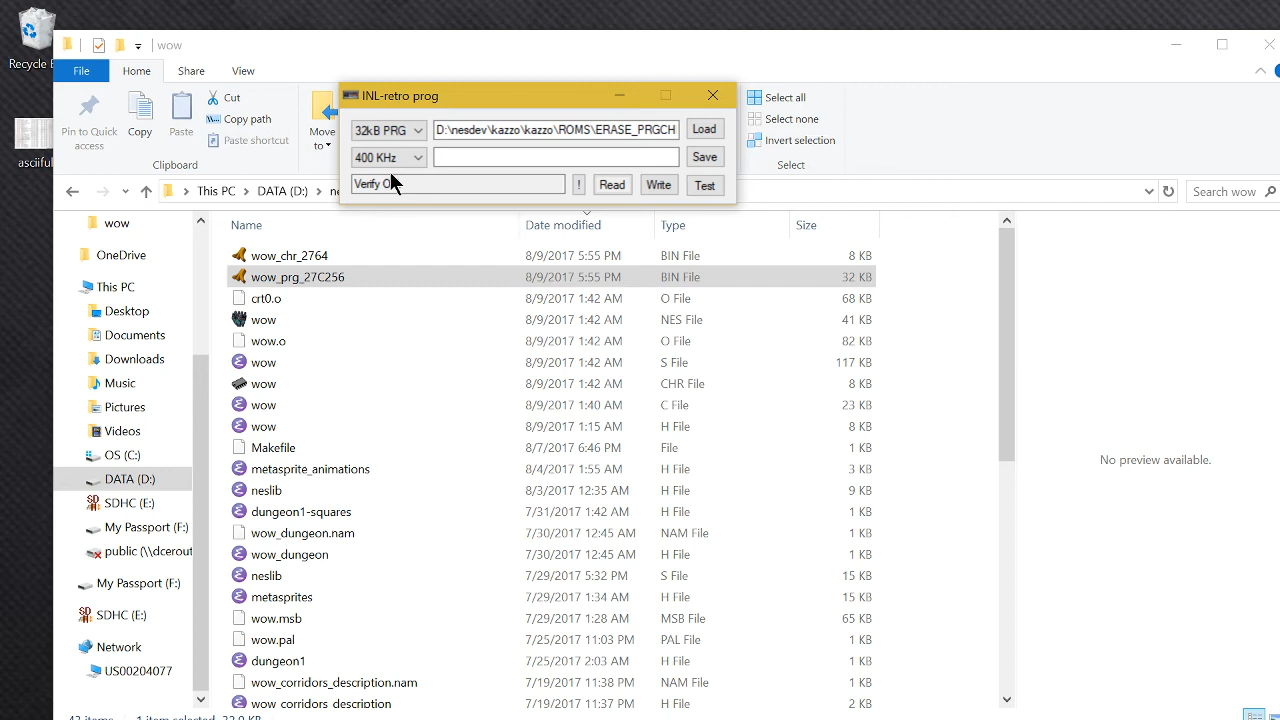 Recycle B
asciiful
wow
File Home Share View
Pin to Quick access
Copy
Paste
Cut
Copy path
Paste shortcut
Move to
Select all
Select none
Invert selection
Select
INL-retro prog
32kB PRG D:\nesdev\kazzo\kazzo\ROMS\ERASE_PRGCH Load
400 KHz Save
Verify O ! Read Write Test
This PC DATA (D:) ne Search wow
wow
OneDrive
This PC
Desktop
Documents
Downloads
Music
Pictures
Videos
OS (C:)
DATA (D:)
SDHC (E:)
My Passport (F:)
public (\\dcerout
My Passport (F:)
SDHC (E:)
Network
US00204077
Name Date modified Type Size
wow_chr_2764 8/9/2017 5:55 PM BIN File 8 KB
wow_prg_27C256 8/9/2017 5:55 PM BIN File 32 KB
crt0.o 8/9/2017 1:42 AM O File 68 KB
wow 8/9/2017 1:42 AM NES File 41 KB
wow.o 8/9/2017 1:42 AM O File 82 KB
wow 8/9/2017 1:42 AM S File 117 KB
wow 8/9/2017 1:42 AM CHR File 8 KB
wow 8/9/2017 1:40 AM C File 23 KB
wow 8/9/2017 1:15 AM H File 8 KB
Makefile 8/7/2017 6:46 PM File 1 KB
metasprite_animations 8/4/2017 1:55 AM H File 3 KB
neslib 8/3/2017 12:35 AM H File 9 KB
dungeon1-squares 7/31/2017 1:42 AM H File 1 KB
wow_dungeon.nam 7/30/2017 12:45 AM NAM File 1 KB
wow_dungeon 7/30/2017 12:45 AM H File 1 KB
neslib 7/29/2017 5:32 PM S File 15 KB
metasprites 7/29/2017 1:34 AM H File 1 KB
wow.msb 7/29/2017 1:28 AM MSB File 65 KB
wow.pal 7/25/2017 11:03 PM PAL File 1 KB
dungeon1 7/25/2017 2:03 AM H File 1 KB
wow_corridors_description.nam 7/19/2017 11:38 PM NAM File 1 KB
wow_corridors_description 7/19/2017 11:37 PM H File 2 KB
No preview available.
43 items 1 item selected 32.0 KB